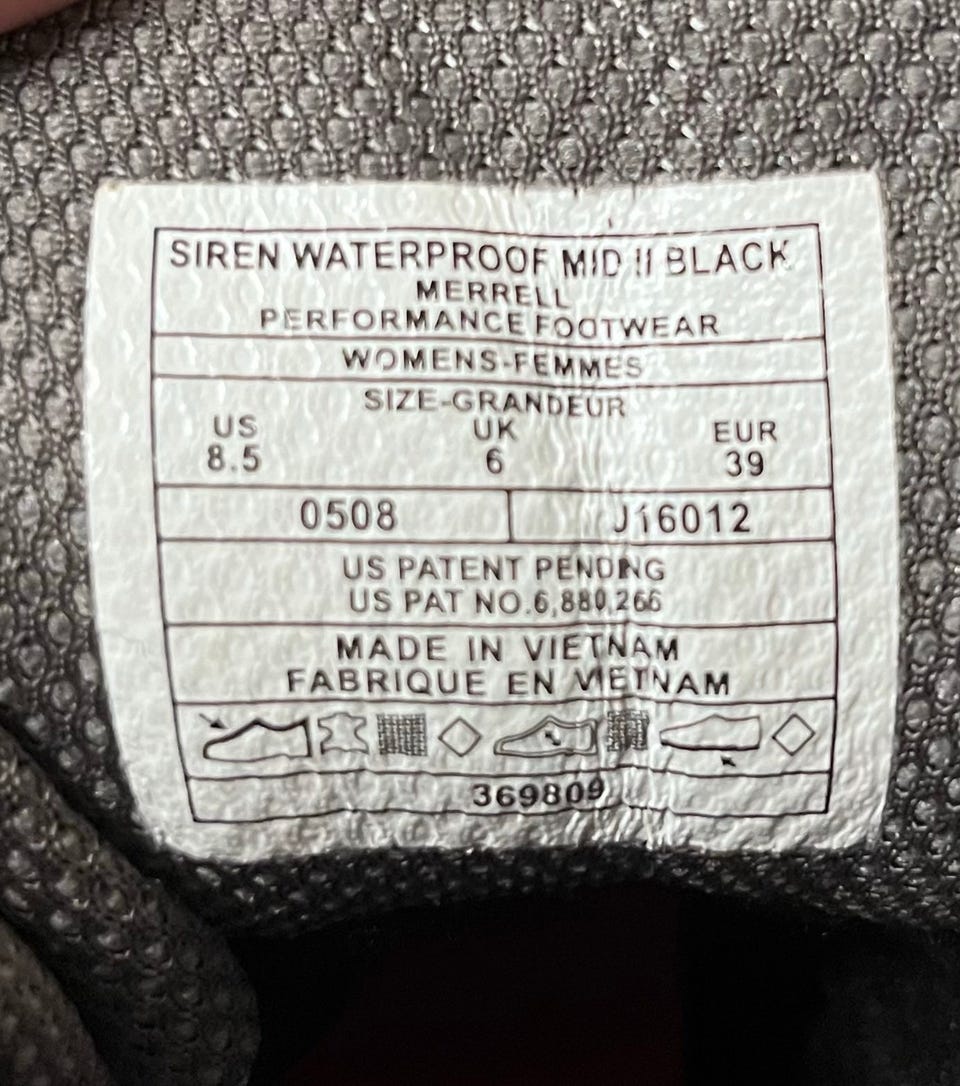 SIREN WATERPROOF MID II BLACK
MERRELL
PERFORMANCE FOOTWEAR
WOMENS-FEMMES
SIZE-GRANDEUR
US UK EUR
8.5 6 39
0508 J16012
US PATENT PENDING
US PAT NO.6,880,266
MADE IN VIETNAM
FABRIQUE EN VIETNAM
369809